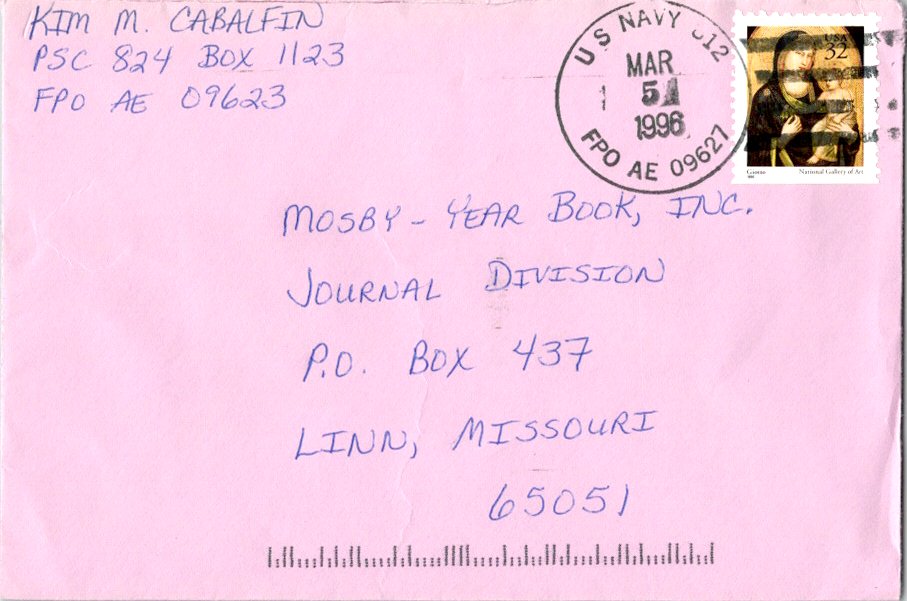 KIM M. CABALFIN
PSC 824 BOX 1123
FPO AE 09623
US NAVY
MAR
5
1996
FPO AE 09627
USA
32
National Gallery of Art
MOSBY - YEAR BOOK, INC.
JOURNAL DIVISION
P.O. BOX 437
LINN, MISSOURI
65051